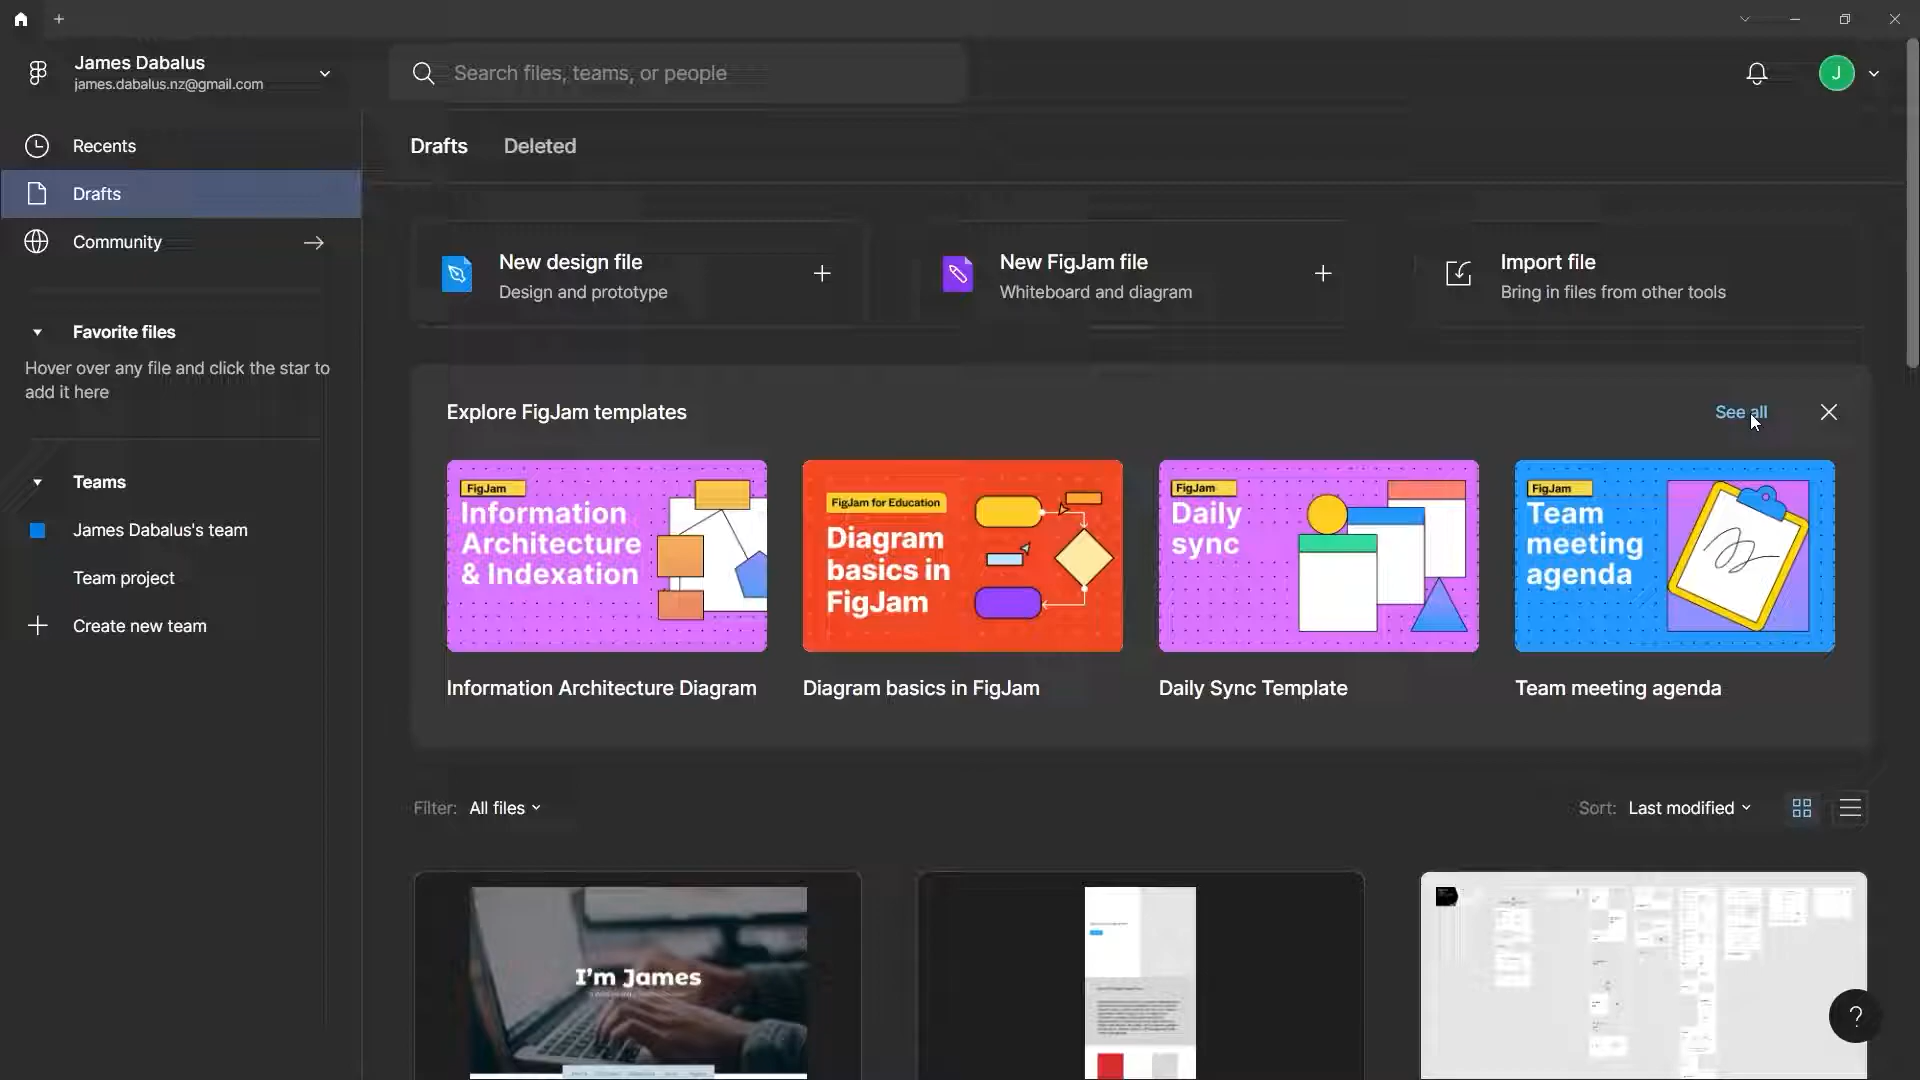 James Dabalus
james.dabalus.nz@gmail.com
Search files, teams, or people
J
Recents
Drafts
Community
Favorite files
Hover over any file and click the star to
add it here
Teams
James Dabalus's team
Team project
Create new team
Drafts
Deleted
New design file
Design and prototype
New FigJam file
Whiteboard and diagram
Import file
Bring in files from other tools
Explore FigJam templates
See all
FigJam
Information
Architecture
& Indexation
FigJam for Education
Diagram
basics in
FigJam
FigJam
Daily
sync
FigJam
Team
meeting
agenda
Information Architecture Diagram
Diagram basics in FigJam
Daily Sync Template
Team meeting agenda
Filter: All files
Sort: Last modified
I'm James
?